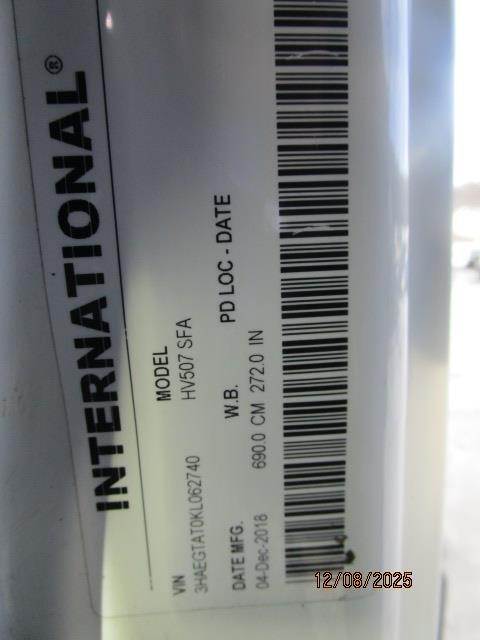 INTERNATIONAL®
MODEL
HV507 SFA
VIN
3HAEGTAT0KL062740
W.B.
690.0 CM 272.0 IN
PD LOC - DATE
DATE MFG.
04-Dec-2018
12/08/2025